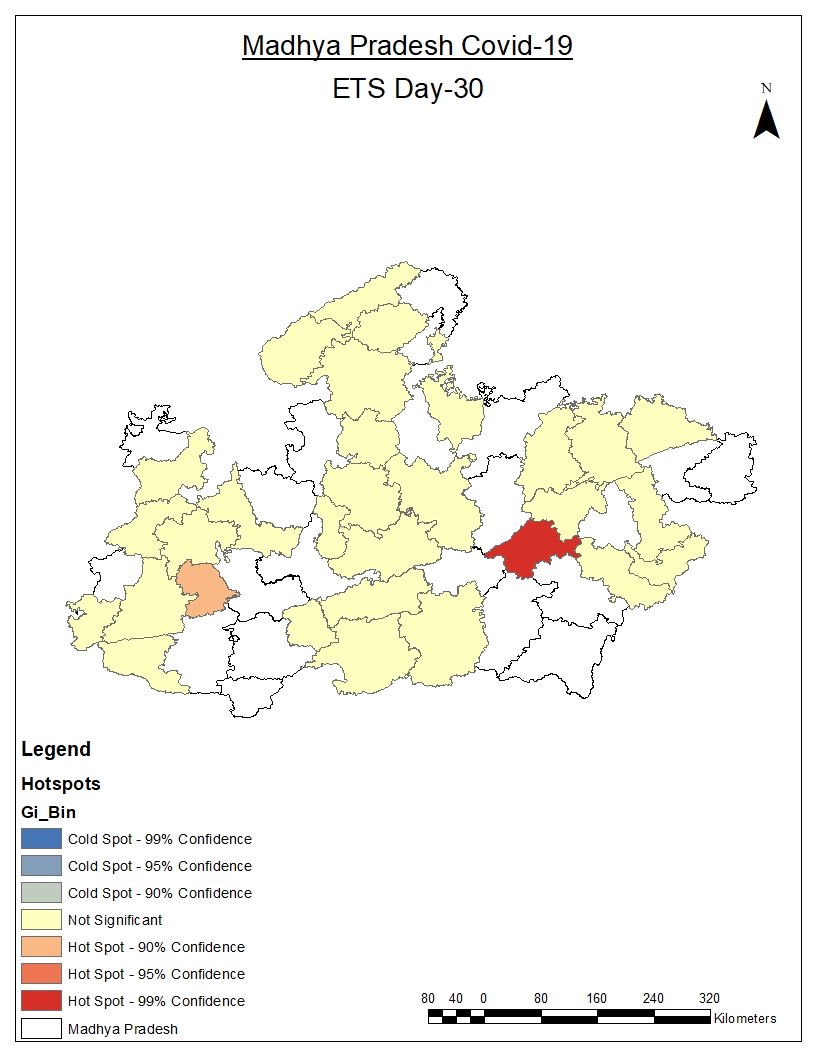 Madhya Pradesh Covid-19
ETS Day-30
N
Legend
Hotspots
Gi_Bin
Cold Spot - 99% Confidence
Cold Spot - 95% Confidence
Cold Spot - 90% Confidence
Not Significant
Hot Spot - 90% Confidence
Hot Spot - 95% Confidence
Hot Spot - 99% Confidence
Madhya Pradesh
80 40 0 80 160 240 320
Kilometers